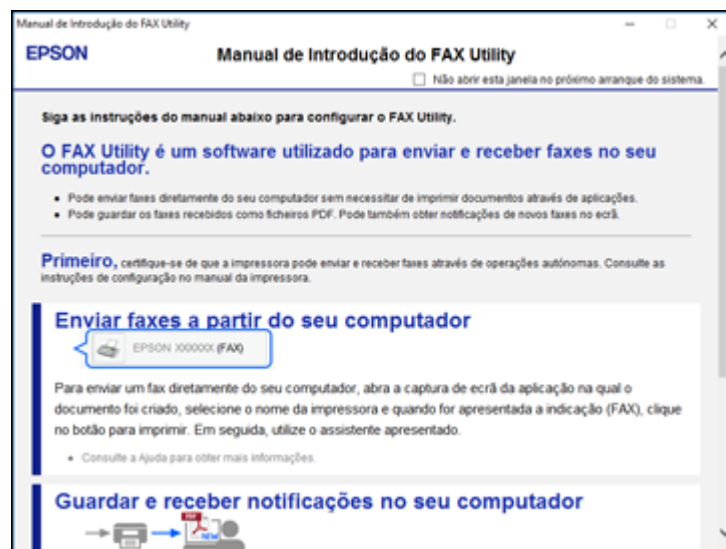 Manual de Introdução do FAX Utility
EPSON
Manual de Introdução do FAX Utility
Não abrir esta janela no próximo arranque do sistema.
Siga as instruções do manual abaixo para configurar o FAX Utility.
O FAX Utility é um software utilizado para enviar e receber faxes no seu
computador.
• Pode enviar faxes diretamente do seu computador sem necessitar de imprimir documentos através de aplicações.
• Pode guardar os faxes recebidos como ficheiros PDF. Pode também obter notificações de novos faxes no ecrã.
Primeiro, certifique-se de que a impressora pode enviar e receber faxes através de operações autónomas. Consulte as
instruções de configuração no manual da impressora.
Enviar faxes a partir do seu computador
EPSON XXXXXX (FAX)
Para enviar um fax diretamente do seu computador, abra a captura de ecrã da aplicação na qual o
documento foi criado, selecione o nome da impressora e quando for apresentada a indicação (FAX), clique
no botão para imprimir. Em seguida, utilize o assistente apresentado.
• Consulte a Ajuda para obter mais informações.
Guardar e receber notificações no seu computador
PDF
NEW